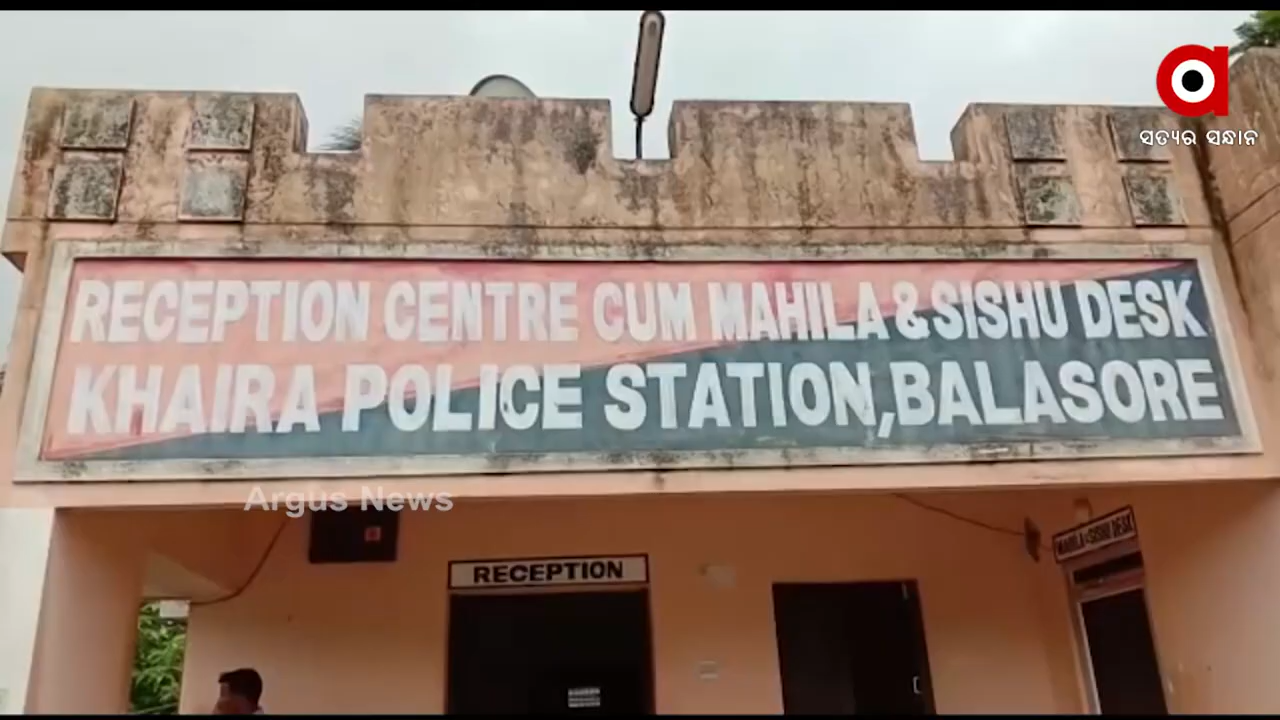 ସତ୍ୟର ସନ୍ଧାନ
RECEPTION CENTRE CUM MAHILA & SISHU DESK
KHAIRA POLICE STATION, BALASORE
Argus News
RECEPTION
MAHILA & SISHU DESK